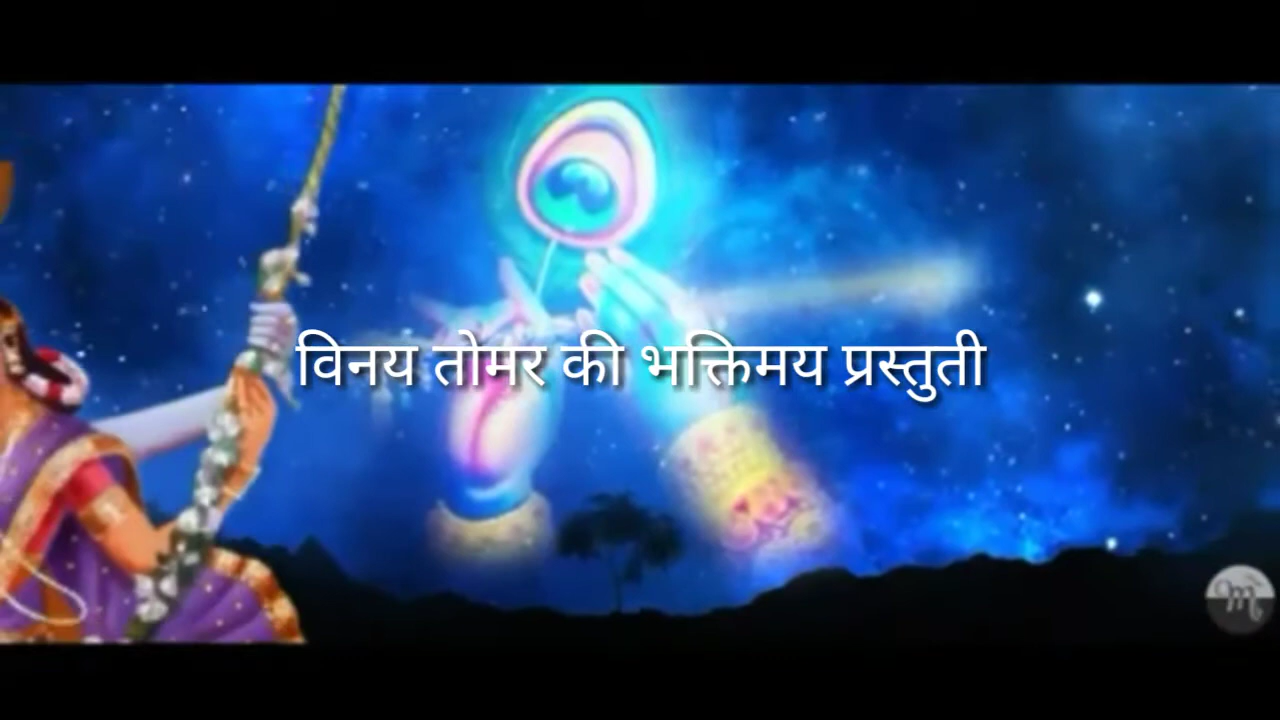 विनय तोमर की भक्तिमय प्रस्तुती